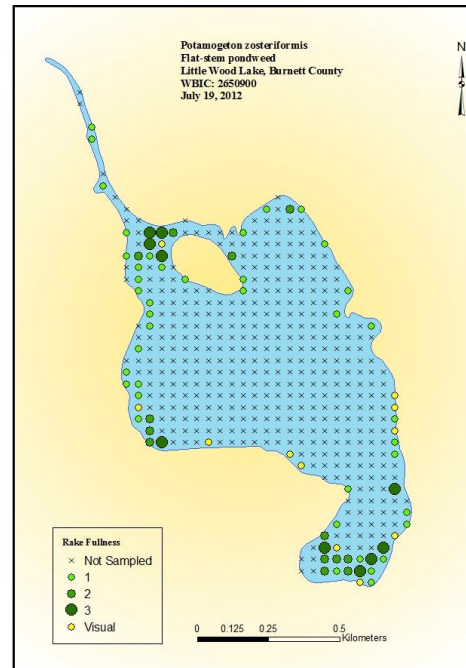 Potamogeton zosteriformis
Flat-stem pondweed
Little Wood Lake, Burnett County
WBIC: 2650900
July 19, 2012
N
Rake Fullness
Not Sampled
1
2
3
Visual
0 0.125 0.25 0.5
Kilometers